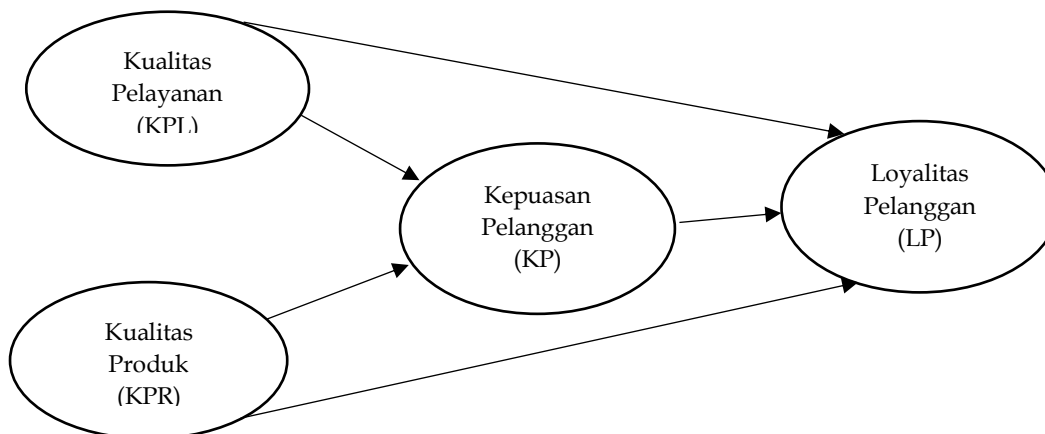 Kualitas
Pelayanan
(KPL)
Kepuasan
Pelanggan
(KP)
Loyalitas
Pelanggan
(LP)
Kualitas
Produk
(KPR)